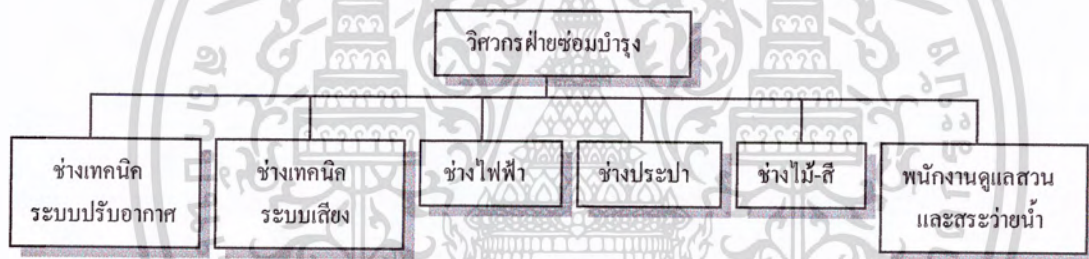 วิศวกรฝ่ายซ่อมบำรุง
ช่างเทคนิค
ระบบปรับอากาศ
ช่างเทคนิค
ระบบเสียง
ช่างไฟฟ้า
ช่างประปา
ช่างไม้-สี
พนักงานดูแลสวน
และสระว่ายน้ำ